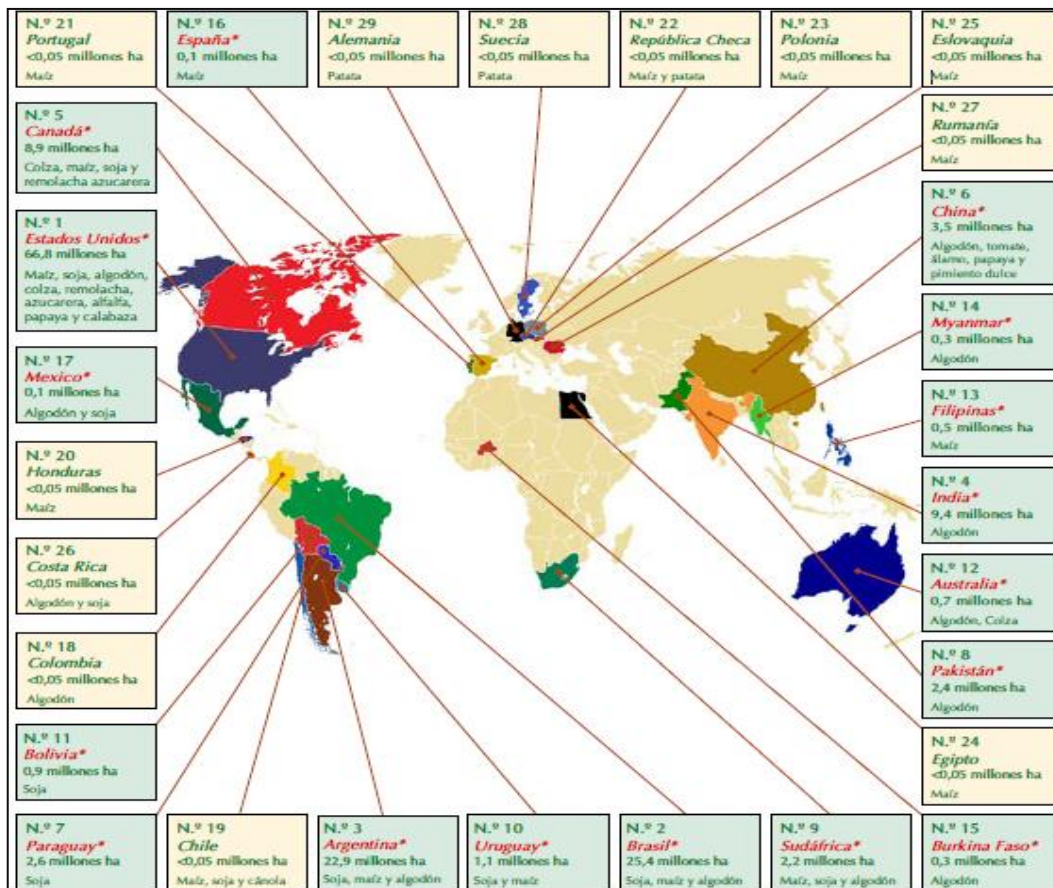 N.º 21
Portugal
<0,05 millones ha
Maíz
N.º 16
España*
0,1 millones ha
Maíz
N.º 29
Alemania
<0,05 millones ha
Patata
N.º 28
Suecia
<0,05 millones ha
Patata
N.º 22
República Checa
<0,05 millones ha
Maíz y patata
N.º 23
Polonia
<0,05 millones ha
Maíz
N.º 25
Eslovaquia
<0,05 millones ha
Maíz
N.º 5
Canadá*
8,9 millones ha
Colza, maíz, soja y
remolacha azucarera
N.º 27
Rumanía
<0,05 millones ha
Maíz
N.º 1
Estados Unidos*
66,8 millones ha
Maíz, soja, algodón,
colza, remolacha,
azucarera, alfalfa,
papaya y calabaza
N.º 6
China*
3,5 millones ha
Algodón, tomate,
álamo, papaya y
pimiento dulce
N.º 14
Myanmar*
0,3 millones ha
Algodón
N.º 17
Mexico*
0,1 millones ha
Algodón y soja
N.º 13
Filipinas*
0,5 millones ha
Maíz
N.º 20
Honduras
<0,05 millones ha
Maíz
N.º 4
India*
9,4 millones ha
Algodón
N.º 26
Costa Rica
<0,05 millones ha
Algodón y soja
N.º 12
Australia*
0,7 millones ha
Algodón, Colza
N.º 18
Colombia
<0,05 millones ha
Algodón
N.º 8
Pakistán*
2,4 millones ha
Algodón
N.º 11
Bolivia*
0,9 millones ha
Soja
N.º 24
Egipto
<0,05 millones ha
Maíz
N.º 7
Paraguay*
2,6 millones ha
Soja
N.º 19
Chile
<0,05 millones ha
Maíz, soja y cánola
N.º 3
Argentina*
22,9 millones ha
Soja, maíz y algodón
N.º 10
Uruguay*
1,1 millones ha
Soja y maíz
N.º 2
Brasil*
25,4 millones ha
Soja, maíz y algodón
N.º 9
Sudáfrica*
2,2 millones ha
Maíz, soja y algodón
N.º 15
Burkina Faso*
0,3 millones ha
Algodón